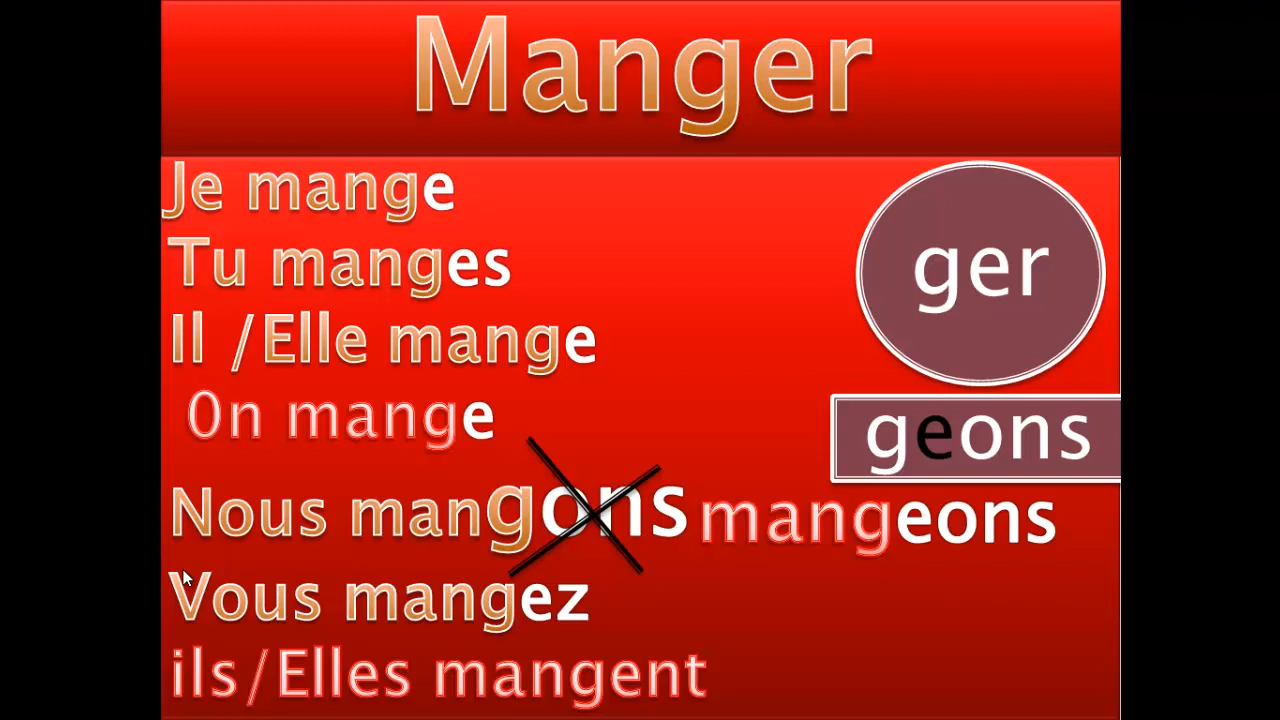 Manger
Je mange
Tu manges
Il /Elle mange
On mange
Nous mangons mangeons
Vous mangez
ils/Elles mangent
ger
geons